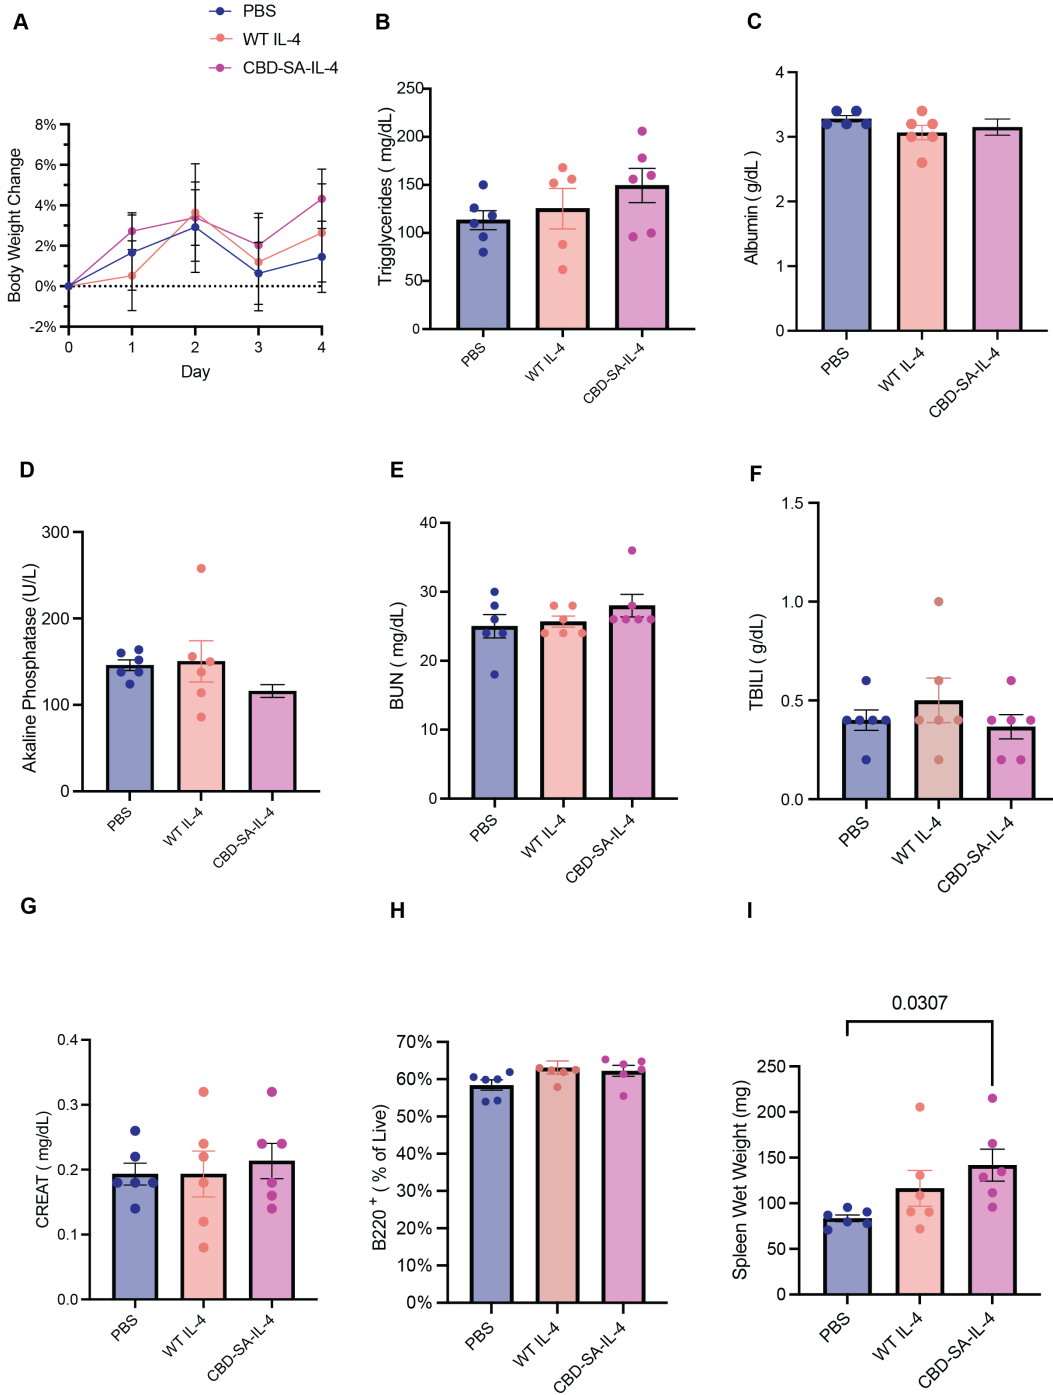 A
PBS
WT IL-4
CBD-SA-IL-4
8%
6%
4%
2%
0%
-2%
Body Weight Change
0
1
2
3
4
Day
B
250
200
150
100
50
0
Trigglycerides ( mg/dL)
PBS
WT IL-4
CBD-SA-IL-4
C
4
3
2
1
0
Albumin (g/dL )
PBS
WT IL-4
CBD-SA-IL-4
D
300
200
100
0
Akaline Phosphatase (U/L)
PBS
WT IL-4
CBD-SA-IL-4
E
40
30
20
10
0
BUN ( mg/dL)
PBS
WT IL-4
CBD-SA-IL-4
F
1.5
1.0
0.5
0.0
TBILI ( g/dL)
PBS
WT IL-4
CBD-SA-IL-4
G
0.4
0.3
0.2
0.1
0.0
CREAT ( mg/dL)
PBS
WT IL-4
CBD-SA-IL-4
H
70%
60%
50%
40%
30%
20%
10%
0%
B220 + ( % of Live)
PBS
WT IL-4
CBD-SA-IL-4
I
0.0307
250
200
150
100
50
0
Spleen Wet Weight (mg)
PBS
WT IL-4
CBD-SA-IL-4